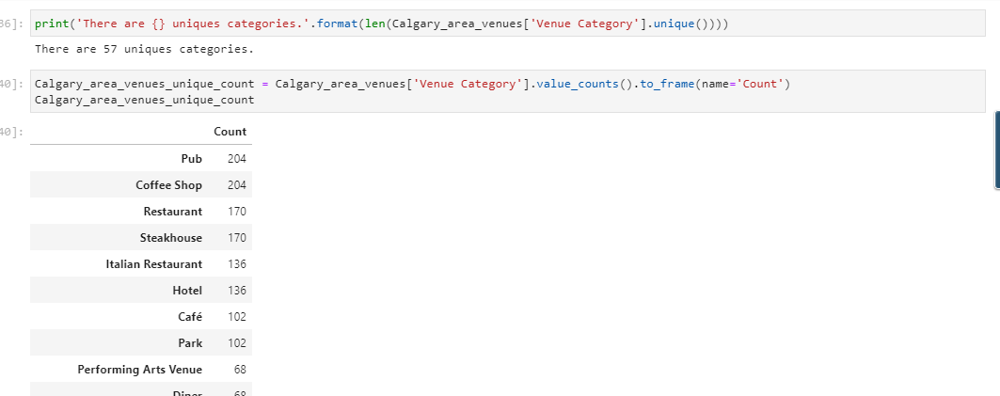 36]: print('There are {} uniques categories.'.format(len(Calgary_area_venues['Venue Category'].unique())))
There are 57 uniques categories.
40]: Calgary_area_venues_unique_count = Calgary_area_venues['Venue Category'].value_counts().to_frame(name='Count')
Calgary_area_venues_unique_count
40]: Count
Pub 204
Coffee Shop 204
Restaurant 170
Steakhouse 170
Italian Restaurant 136
Hotel 136
Café 102
Park 102
Performing Arts Venue 68
Diner 68